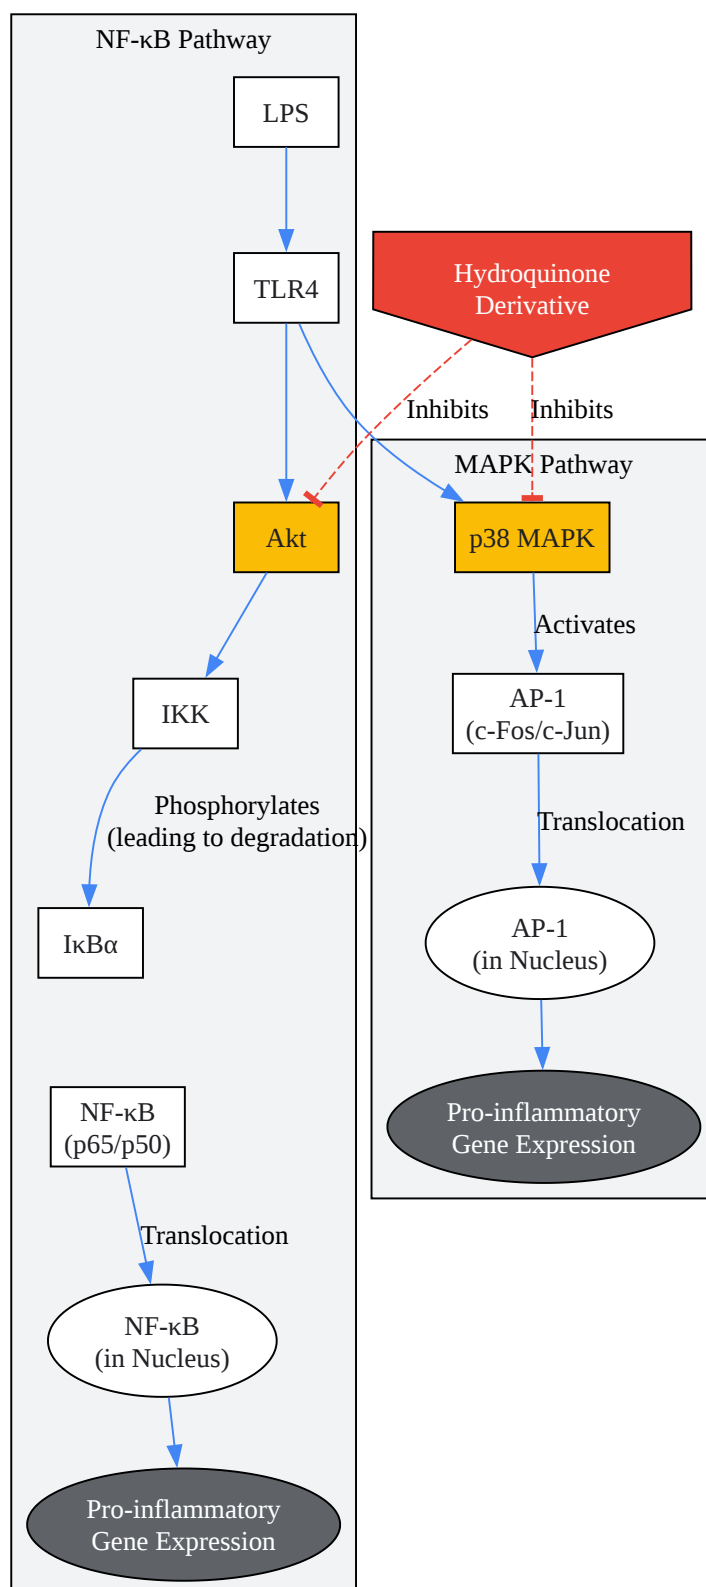 NF-κB Pathway
LPS
TLR4
Hydroquinone
Derivative
Inhibits
Inhibits
MAPK Pathway
Akt
p38 MAPK
Activates
IKK
AP-1
(c-Fos/c-Jun)
Phosphorylates
(leading to degradation)
Translocation
IκBα
AP-1
(in Nucleus)
NF-κB
(p65/p50)
Pro-inflammatory
Gene Expression
Translocation
NF-κB
(in Nucleus)
Pro-inflammatory
Gene Expression